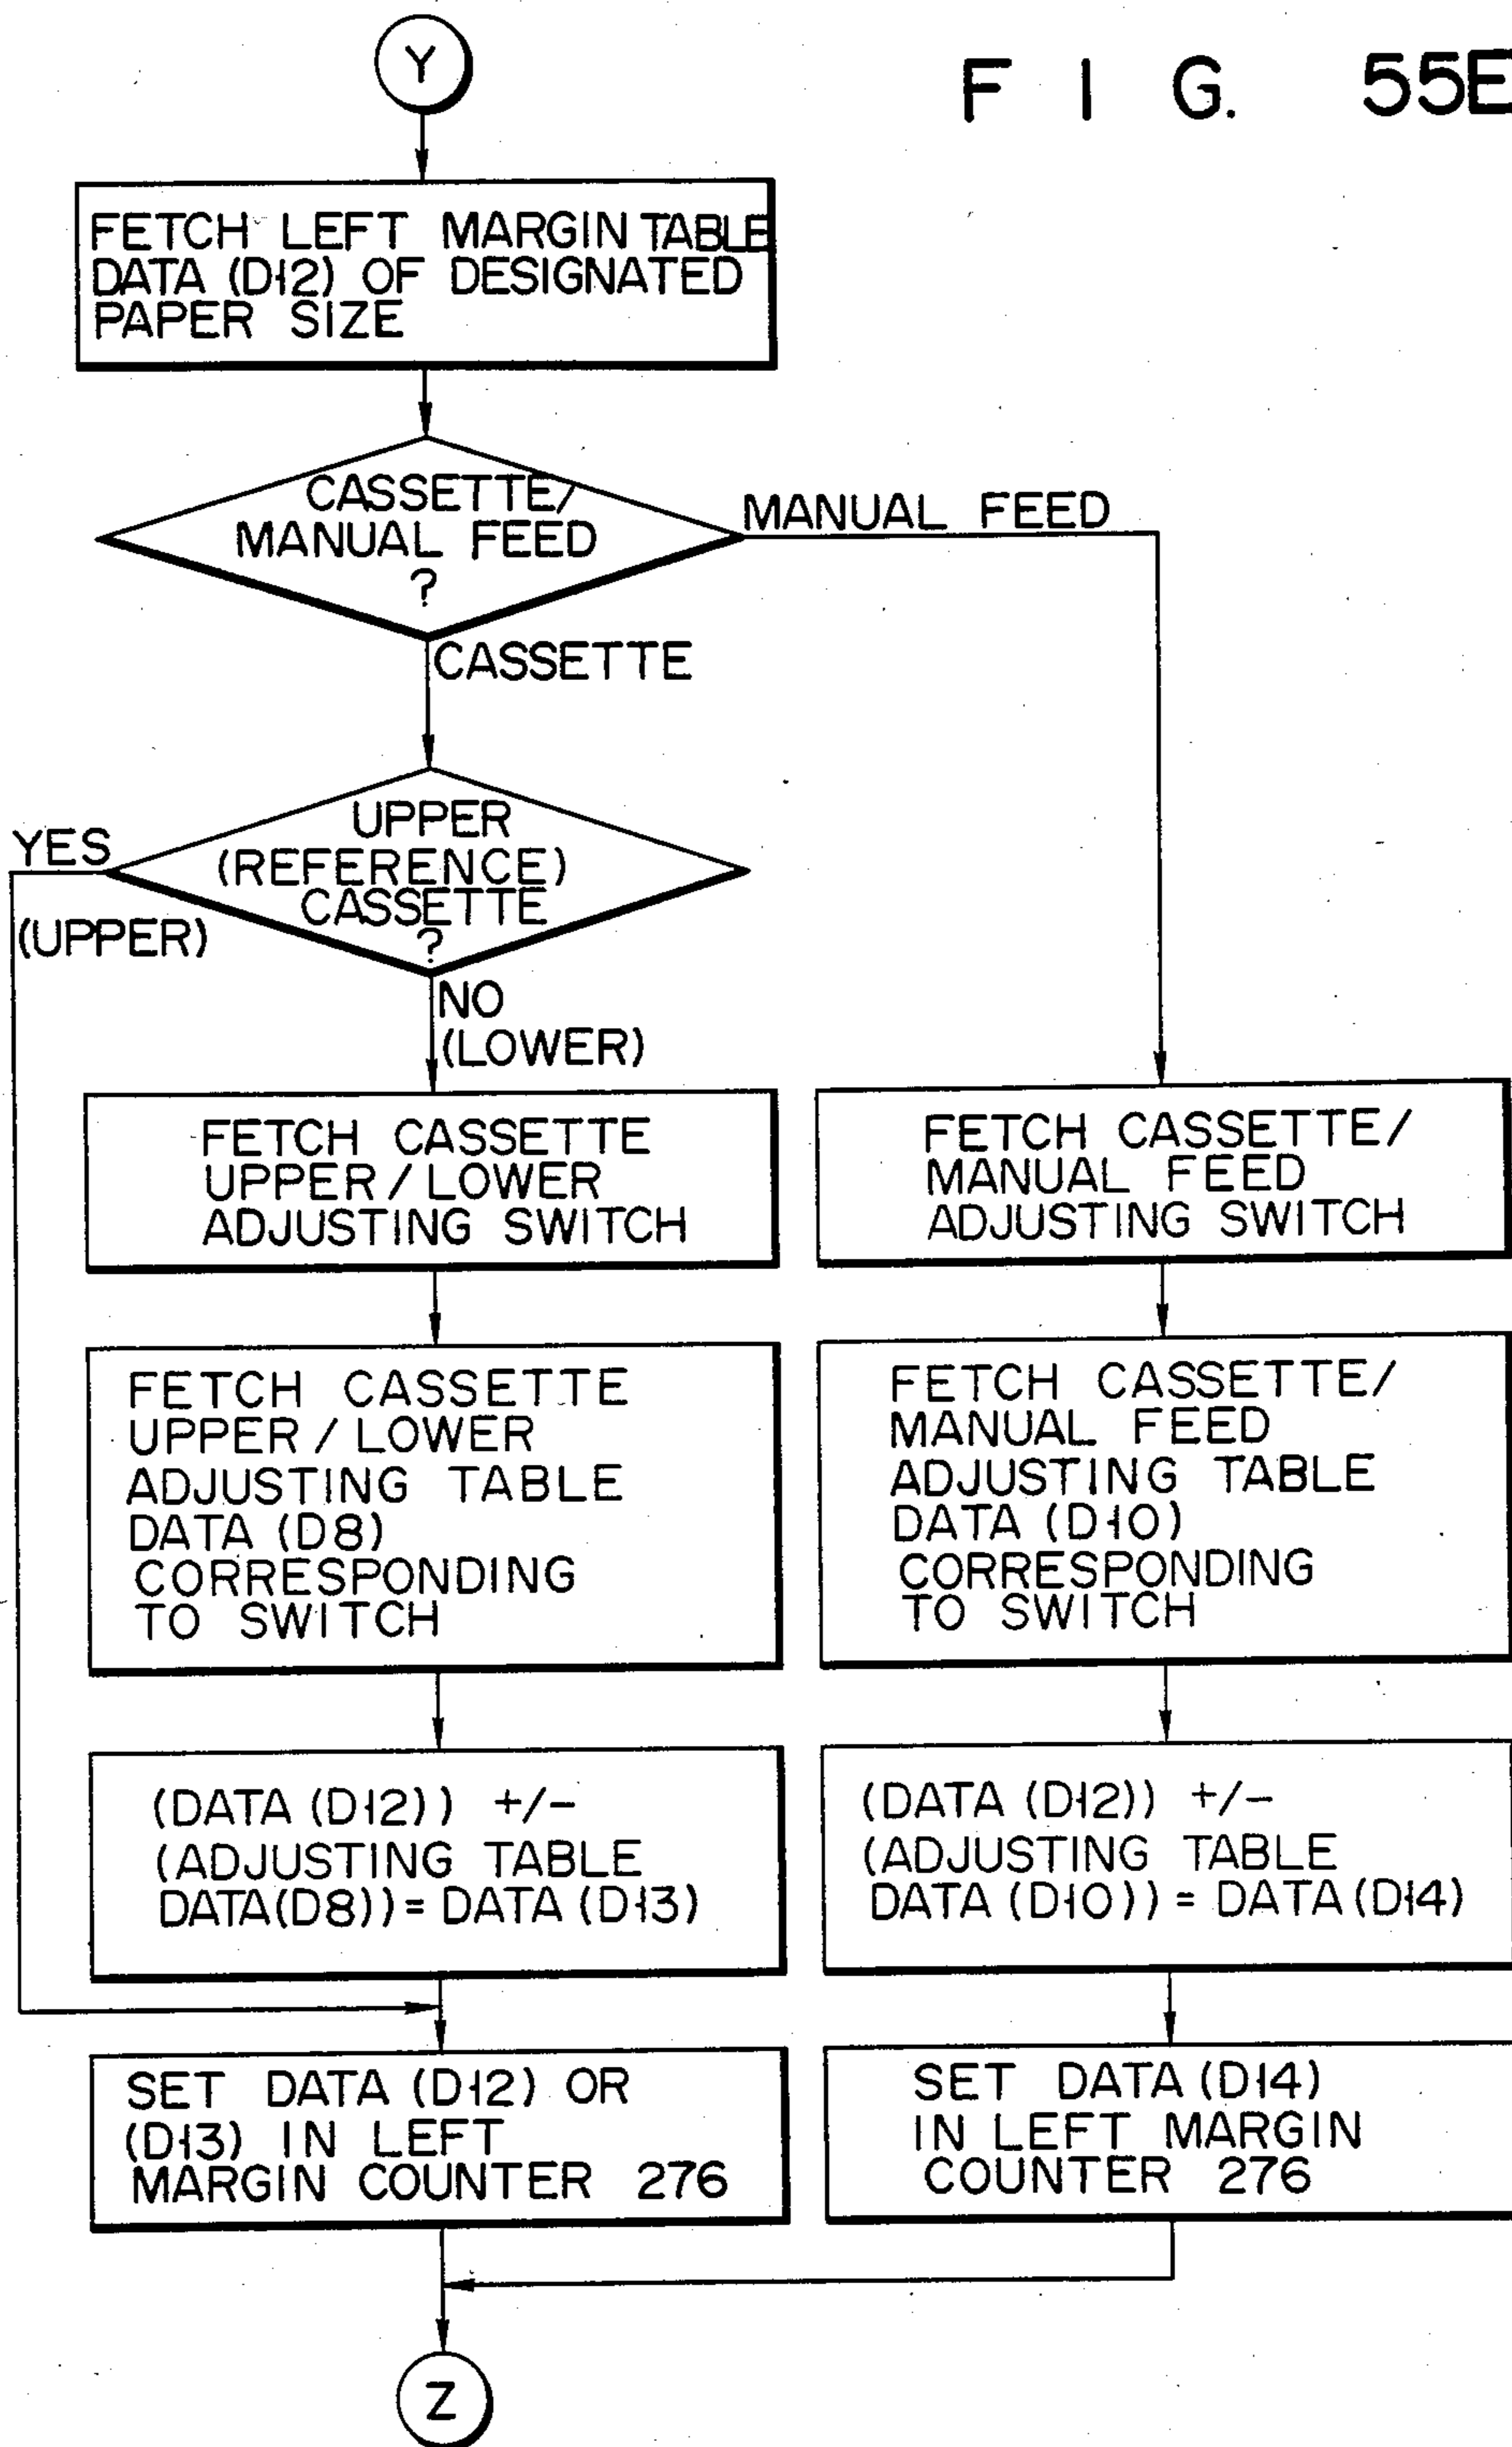 Y
F I G. 55E
FETCH LEFT MARGIN TABLE
DATA (D12) OF DESIGNATED
PAPER SIZE
CASSETTE/
MANUAL FEED
?
MANUAL FEED
CASSETTE
UPPER
(REFERENCE)
CASSETTE
?
YES
(UPPER)
NO
(LOWER)
FETCH CASSETTE
UPPER/LOWER
ADJUSTING SWITCH
FETCH CASSETTE/
MANUAL FEED
ADJUSTING SWITCH
FETCH CASSETTE
UPPER/LOWER
ADJUSTING TABLE
DATA (D8)
CORRESPONDING
TO SWITCH
FETCH CASSETTE/
MANUAL FEED
ADJUSTING TABLE
DATA (D10)
CORRESPONDING
TO SWITCH
(DATA (D12)) +/-
(ADJUSTING TABLE
DATA(D8)) = DATA (D13)
(DATA (D12)) +/-
(ADJUSTING TABLE
DATA (D10)) = DATA (D14)
SET DATA (D12) OR
(D13) IN LEFT
MARGIN COUNTER 276
SET DATA (D14)
IN LEFT MARGIN
COUNTER 276
Z